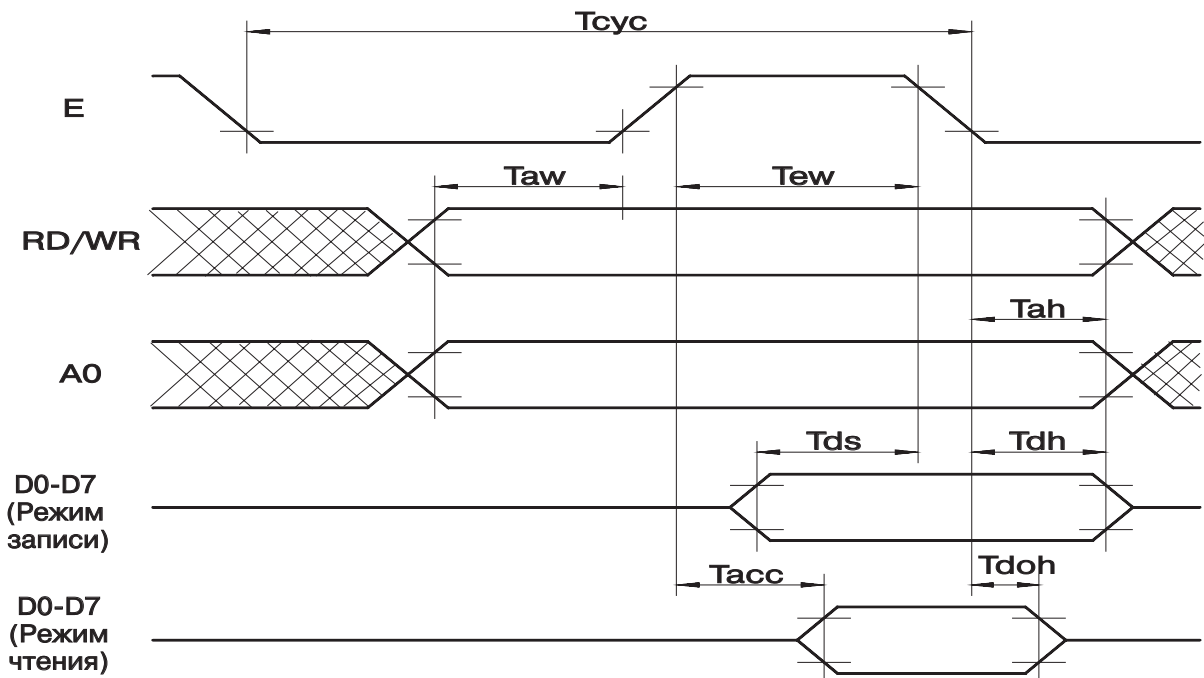 Tcyc
E
Taw
Tew
RD/WR
Tah
A0
Tds
Tdh
D0-D7
(Режим
записи)
Tacc
Tdoh
D0-D7
(Режим
чтения)